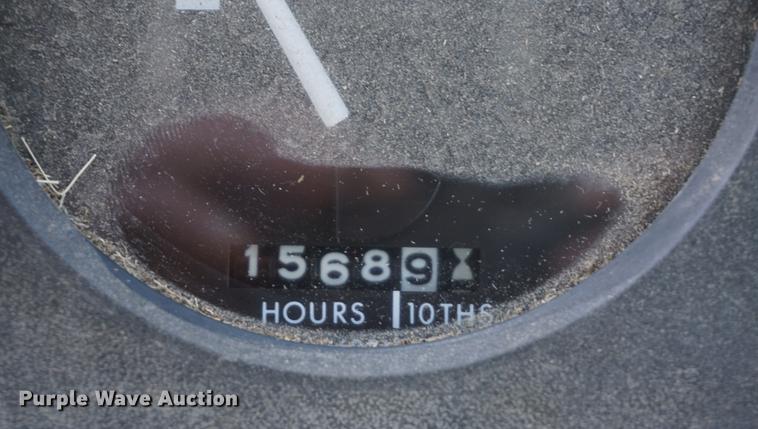 15689
HOURS 10THS
Purple Wave Auction